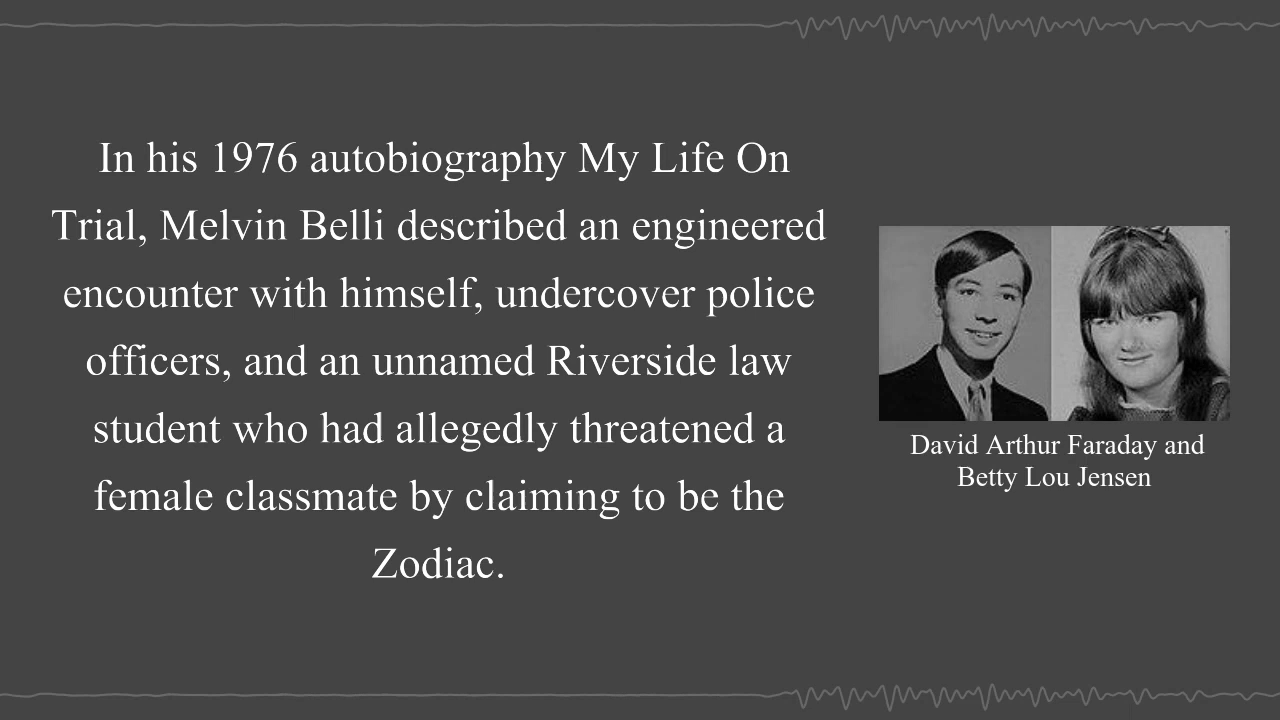 In his 1976 autobiography My Life On
Trial, Melvin Belli described an engineered
encounter with himself, undercover police
officers, and an unnamed Riverside law
student who had allegedly threatened a
female classmate by claiming to be the
Zodiac.
David Arthur Faraday and
Betty Lou Jensen